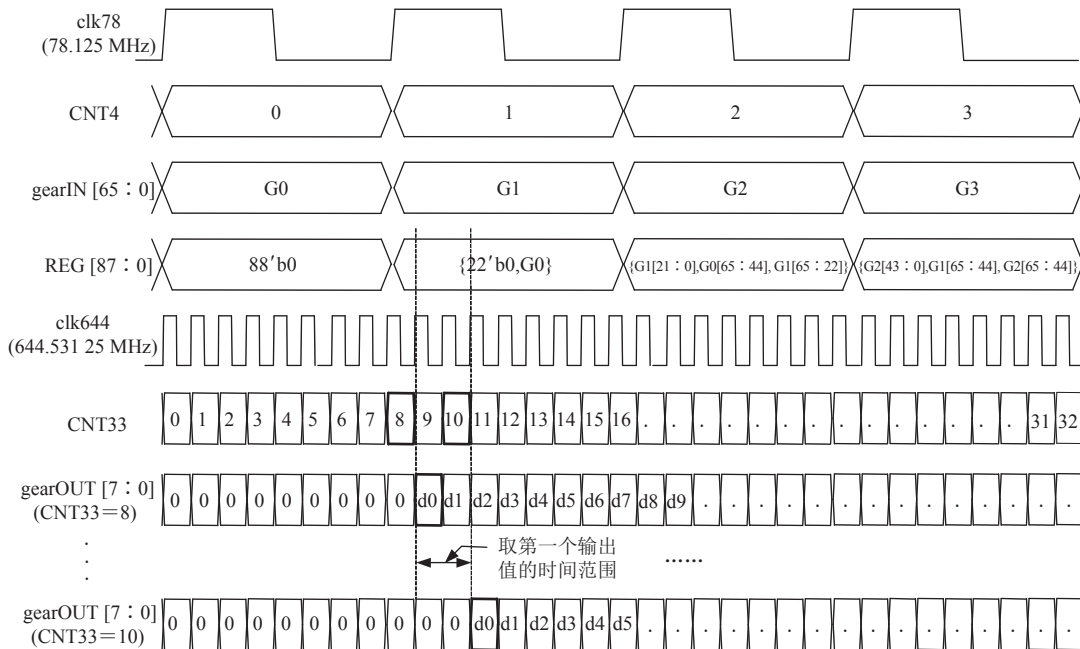 clk78
(78.125 MHz)
CNT4 0 1 2 3
gearIN [65：0] G0 G1 G2 G3
REG [87：0] 88′b0 {22′b0,G0} {G1[21：0],G0[65：44], G1[65：22]} {G2[43：0],G1[65：44], G2[65：44]}
clk644
(644.531 25 MHz)
CNT33 0 1 2 3 4 5 6 7 8 9 10 11 12 13 14 15 16 . . . . . . . . . . . . . . 31 32
gearOUT [7：0]
(CNT33＝8)
0 0 0 0 0 0 0 0 0 d0 d1 d2 d3 d4 d5 d6 d7 d8 d9 . . . . . . . . . . . . . .
.
.
.
取第一个输出
值的时间范围
……
gearOUT [7：0]
(CNT33＝10)
0 0 0 0 0 0 0 0 0 0 0 d0 d1 d2 d3 d4 d5 . . . . . . . . . . . . . . . .